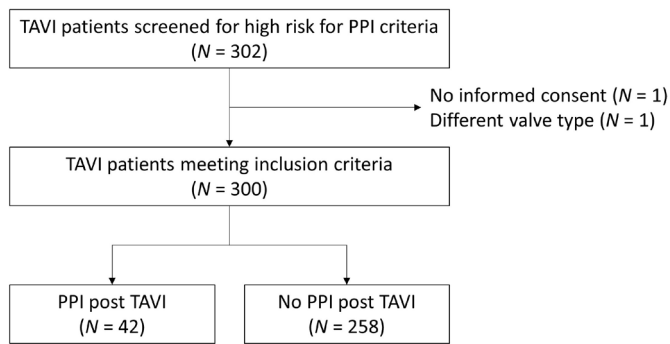 TAVI patients screened for high risk for PPI criteria
(N = 302)
No informed consent (N = 1)
Different valve type (N = 1)
TAVI patients meeting inclusion criteria
(N = 300)
PPI post TAVI
(N = 42)
No PPI post TAVI
(N = 258)